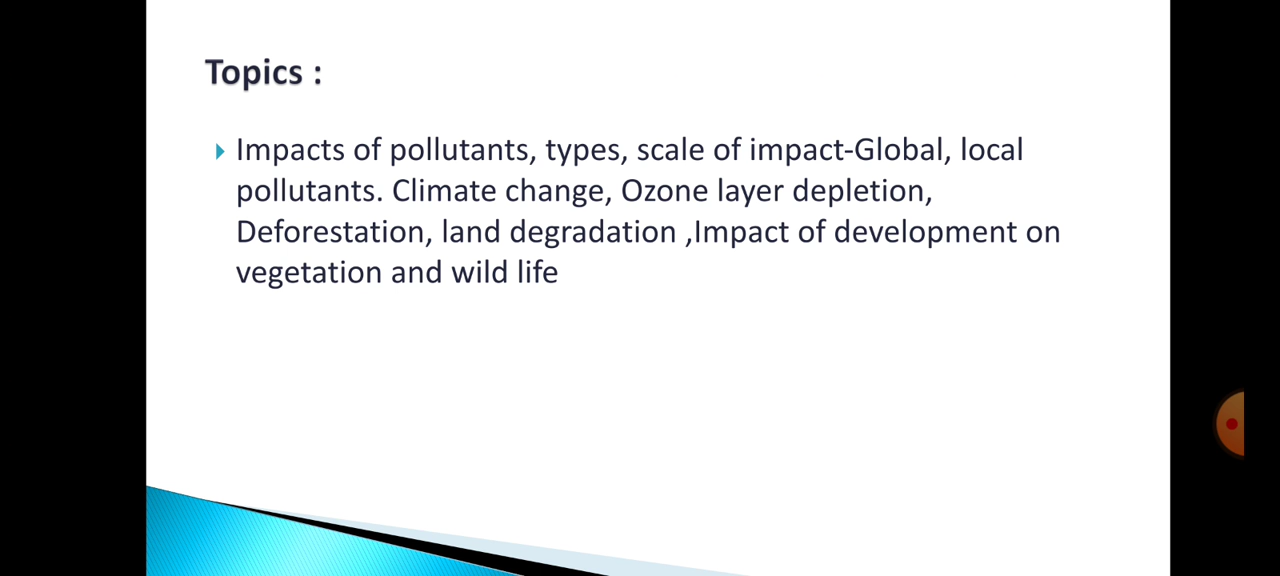 Topics :
Impacts of pollutants, types, scale of impact-Global, local
pollutants. Climate change, Ozone layer depletion,
Deforestation, land degradation ,Impact of development on
vegetation and wild life